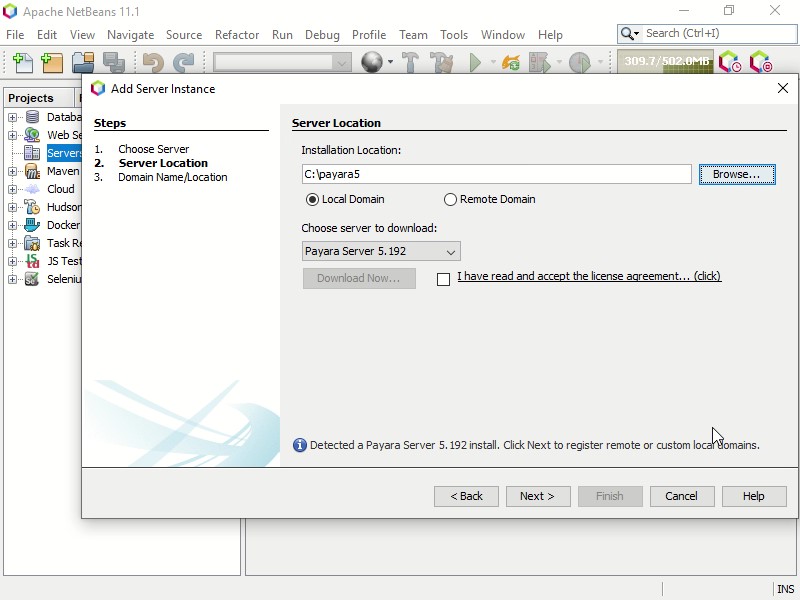 Apache NetBeans 11.1
File Edit View Navigate Source Refactor Run Debug Profile Team Tools Window Help
Search (Ctrl+I)
309.7/502.0MB
Projects
Add Server Instance
Databa
Web Se
Servers
Maven
Cloud
Hudson
Docker
Task Re
JS Test
Seleniu
Steps
1. Choose Server
2. Server Location
3. Domain Name/Location
Server Location
Installation Location:
C:\payara5
Browse...
Local Domain
Remote Domain
Choose server to download:
Payara Server 5.192
Download Now...
I have read and accept the license agreement... (click)
Detected a Payara Server 5.192 install. Click Next to register remote or custom local domains.
< Back
Next >
Finish
Cancel
Help
INS